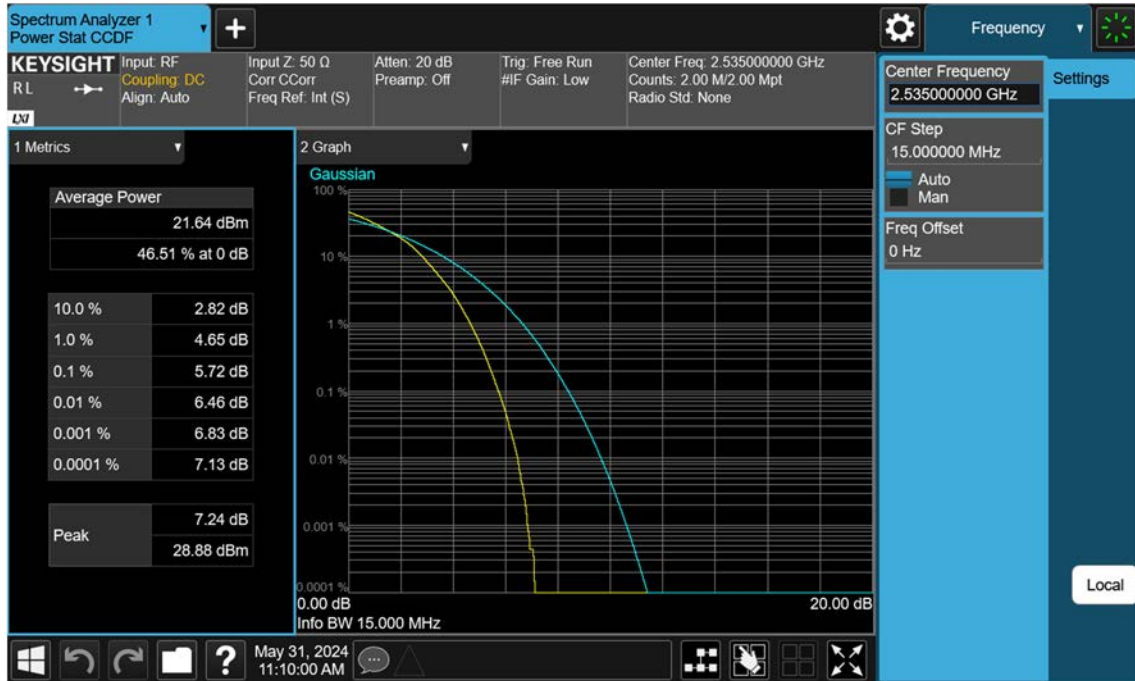 Spectrum Analyzer 1
Power Stat CCDF
Frequency
KEYSIGHT
R L
LXI
Input: RF
Coupling: DC
Align: Auto
Input Z: 50 Ω
Corr CCorr
Freq Ref: Int (S)
Atten: 20 dB
Preamp: Off
Trig: Free Run
#IF Gain: Low
Center Freq: 2.535000000 GHz
Counts: 2.00 M/2.00 Mpt
Radio Std: None
Center Frequency
2.535000000 GHz
Settings
CF Step
15.000000 MHz
Auto
Man
Freq Offset
0 Hz
1 Metrics
Average Power
21.64 dBm
46.51 % at 0 dB
10.0 % 2.82 dB
1.0 % 4.65 dB
0.1 % 5.72 dB
0.01 % 6.46 dB
0.001 % 6.83 dB
0.0001 % 7.13 dB
Peak
7.24 dB
28.88 dBm
2 Graph
Gaussian
100 %
10 %
1 %
0.1 %
0.01 %
0.001 %
0.0001 %
0.00 dB 20.00 dB
Info BW 15.000 MHz
Local
?
May 31, 2024
11:10:00 AM